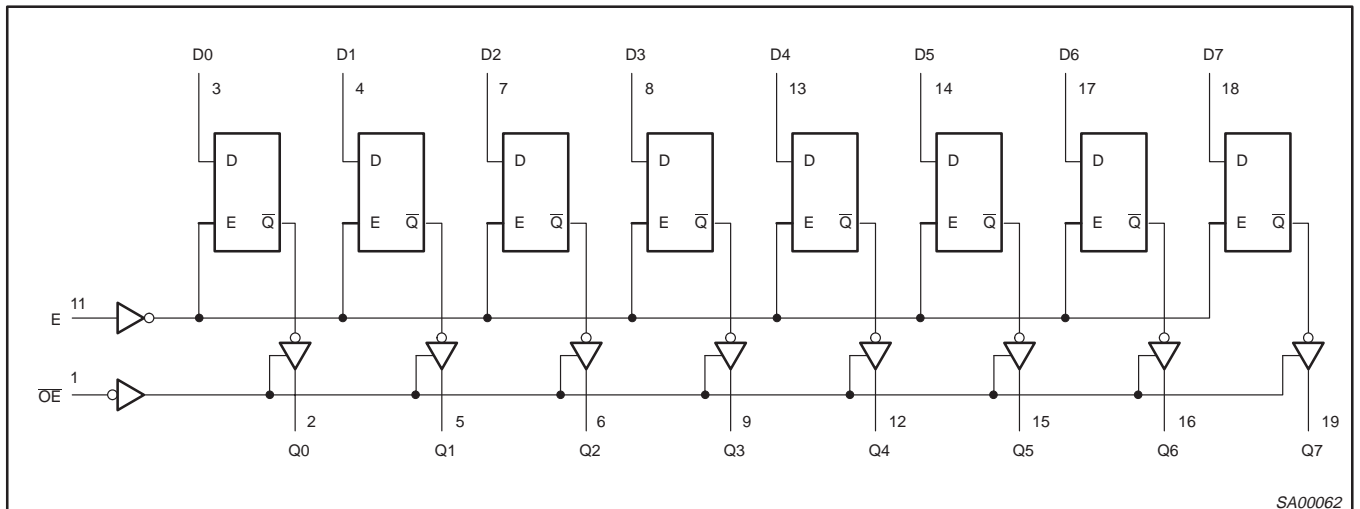 D0 D1 D2 D3 D4 D5 D6 D7
3 4 7 8 13 14 17 18
D D D D D D D D
E Q̅ E Q̅ E Q̅ E Q̅ E Q̅ E Q̅ E Q̅ E Q̅
11
E
1
O̅E̅
2 5 6 9 12 15 16 19
Q0 Q1 Q2 Q3 Q4 Q5 Q6 Q7
SA00062